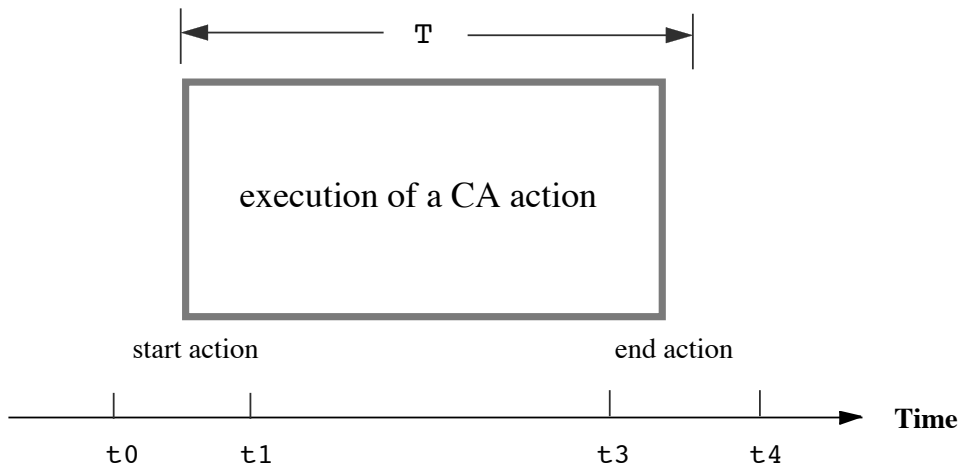 T
execution of a CA action
start action end action
Time
t0 t1 t3 t4